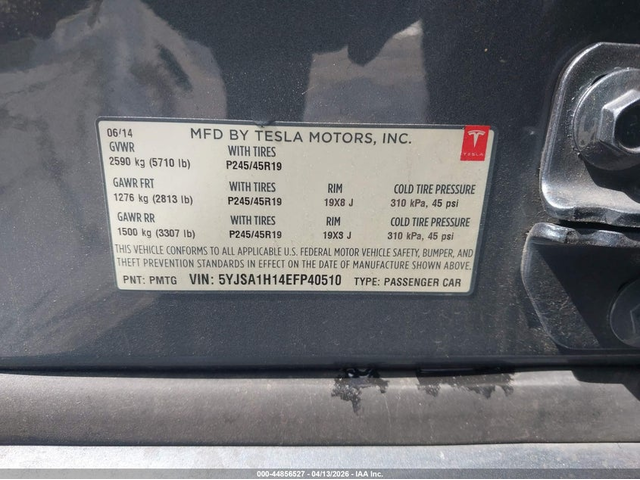 06/14 MFD BY TESLA MOTORS, INC.
GVWR WITH TIRES
2590 kg (5710 lb) P245/45R19
TESLA
GAWR FRT WITH TIRES RIM COLD TIRE PRESSURE
1276 kg (2813 lb) P245/45R19 19X8 J 310 kPa, 45 psi
GAWR RR WITH TIRES RIM COLD TIRE PRESSURE
1500 kg (3307 lb) P245/45R19 19X8 J 310 kPa, 45 psi
THIS VEHICLE CONFORMS TO ALL APPLICABLE U.S. FEDERAL MOTOR VEHICLE SAFETY, BUMPER, AND
THEFT PREVENTION STANDARDS IN EFFECT ON THE DATE OF MANUFACTURE SHOWN ABOVE.
PNT: PMTG VIN: 5YJSA1H14EFP40510 TYPE: PASSENGER CAR
000-44856527 - 04/13/2026 - IAA Inc.